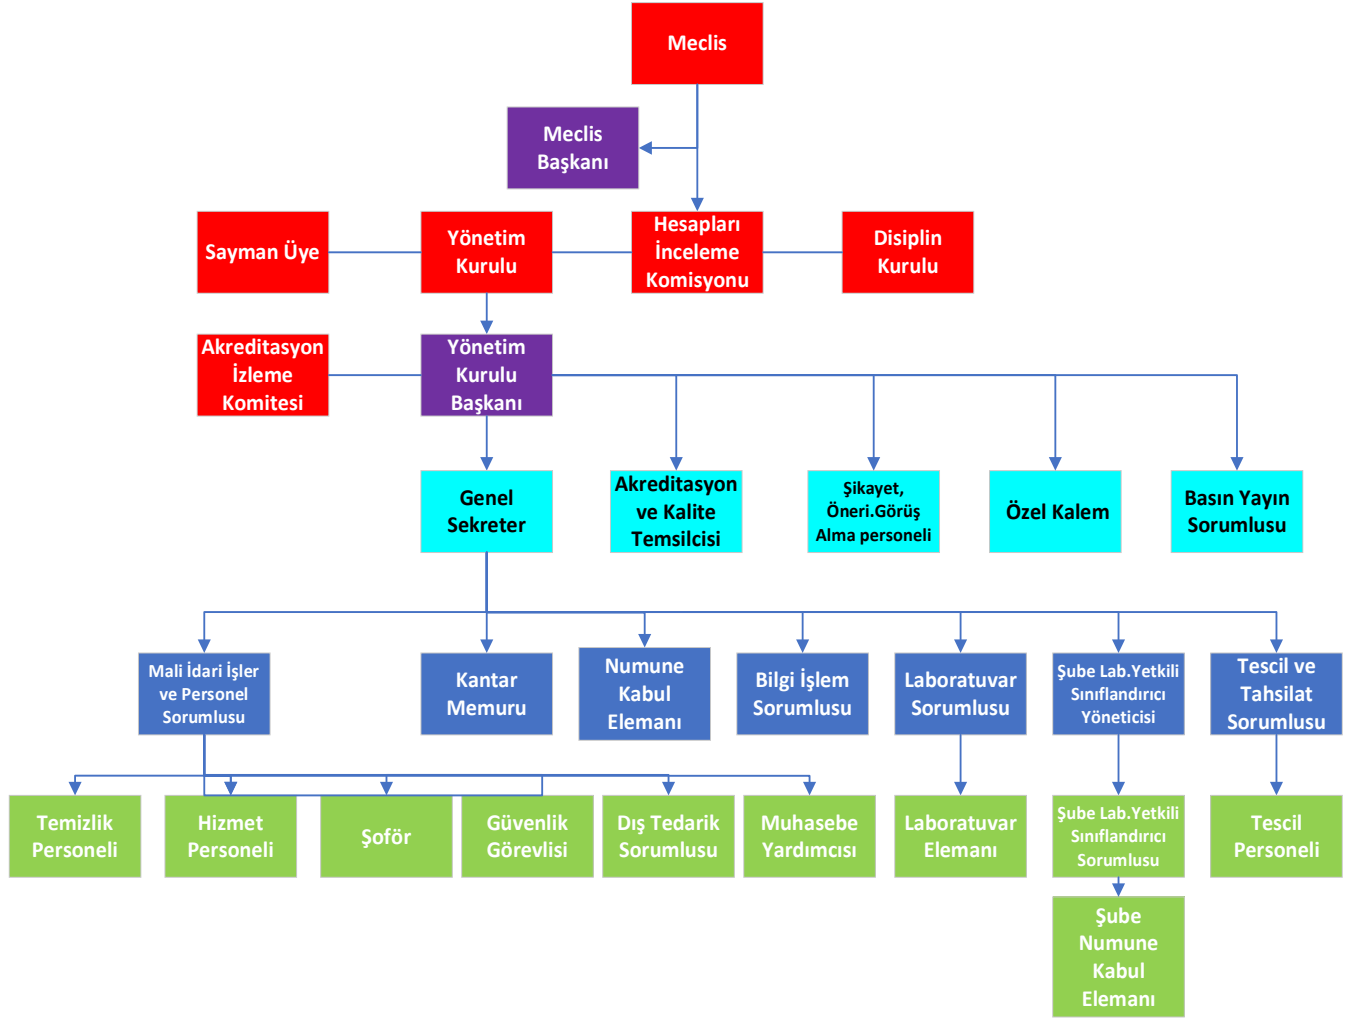 Meclis
Meclis
Başkanı
Sayman Üye
Yönetim
Kurulu
Hesapları
İnceleme
Komisyonu
Disiplin
Kurulu
Akreditasyon
İzleme
Komitesi
Yönetim
Kurulu
Başkanı
Genel
Sekreter
Akreditasyon
ve Kalite
Temsilcisi
Şikayet,
Öneri.Görüş
Alma personeli
Özel Kalem
Basın Yayın
Sorumlusu
Mali İdari İşler
ve Personel
Sorumlusu
Kantar
Memuru
Numune
Kabul
Elemanı
Bilgi İşlem
Sorumlusu
Laboratuvar
Sorumlusu
Şube Lab.Yetkili
Sınıflandırıcı
Yöneticisi
Tescil ve
Tahsilat
Sorumlusu
Temizlik
Personeli
Hizmet
Personeli
Şoför
Güvenlik
Görevlisi
Dış Tedarik
Sorumlusu
Muhasebe
Yardımcısı
Laboratuvar
Elemanı
Şube Lab.Yetkili
Sınıflandırıcı
Sorumlusu
Tescil
Personeli
Şube
Numune
Kabul
Elemanı